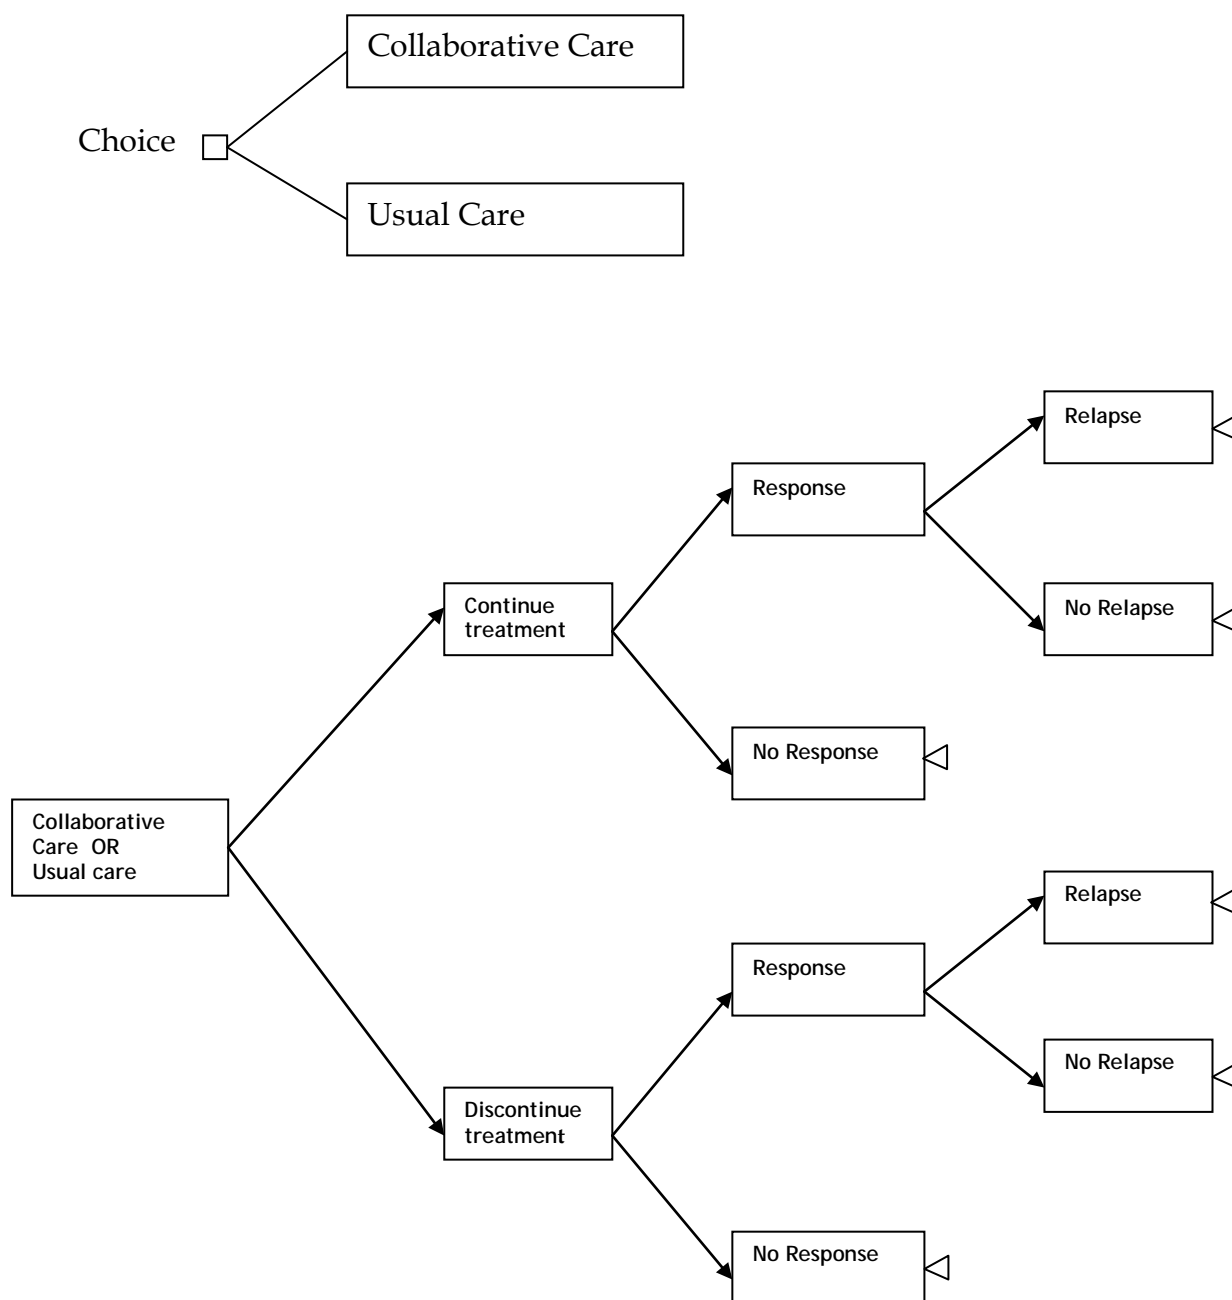 Collaborative Care
Choice
Usual Care
Relapse
Response
Continue
treatment
No Relapse
No Response
Collaborative
Care OR
Usual care
Relapse
Response
No Relapse
Discontinue
treatment
No Response